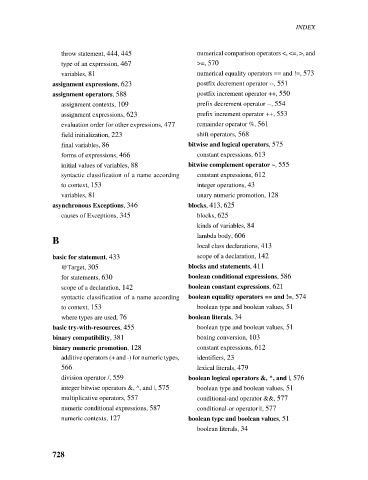 INDEX
throw statement, 444, 445
type of an expression, 467
variables, 81
assignment expressions, 623
assignment operators, 588
assignment contexts, 109
assignment expressions, 623
evaluation order for other expressions, 477
field initialization, 223
final variables, 86
forms of expressions, 466
initial values of variables, 88
syntactic classification of a name according
to context, 153
variables, 81
asynchronous Exceptions, 346
causes of Exceptions, 345
B
basic for statement, 433
@Target, 305
for statements, 630
scope of a declaration, 142
syntactic classification of a name according
to context, 153
where types are used, 76
basic try-with-resources, 455
binary compatibility, 381
binary numeric promotion, 128
additive operators (+ and -) for numeric types,
566
division operator /, 559
integer bitwise operators &, ^, and |, 575
multiplicative operators, 557
numeric conditional expressions, 587
numeric contexts, 127
numerical comparison operators <, <=, >, and
>=, 570
numerical equality operators == and !=, 573
postfix decrement operator --, 551
postfix increment operator ++, 550
prefix decrement operator --, 554
prefix increment operator ++, 553
remainder operator %, 561
shift operators, 568
bitwise and logical operators, 575
constant expressions, 613
bitwise complement operator ~, 555
constant expressions, 612
integer operations, 43
unary numeric promotion, 128
blocks, 413, 625
blocks, 625
kinds of variables, 84
lambda body, 606
local class declarations, 413
scope of a declaration, 142
blocks and statements, 411
boolean conditional expressions, 586
boolean constant expressions, 621
boolean equality operators == and !=, 574
boolean type and boolean values, 51
boolean literals, 34
boolean type and boolean values, 51
boxing conversion, 103
constant expressions, 612
identifiers, 23
lexical literals, 479
boolean logical operators &, ^, and |, 576
boolean type and boolean values, 51
conditional-and operator &&, 577
conditional-or operator ||, 577
boolean type and boolean values, 51
boolean literals, 34
728